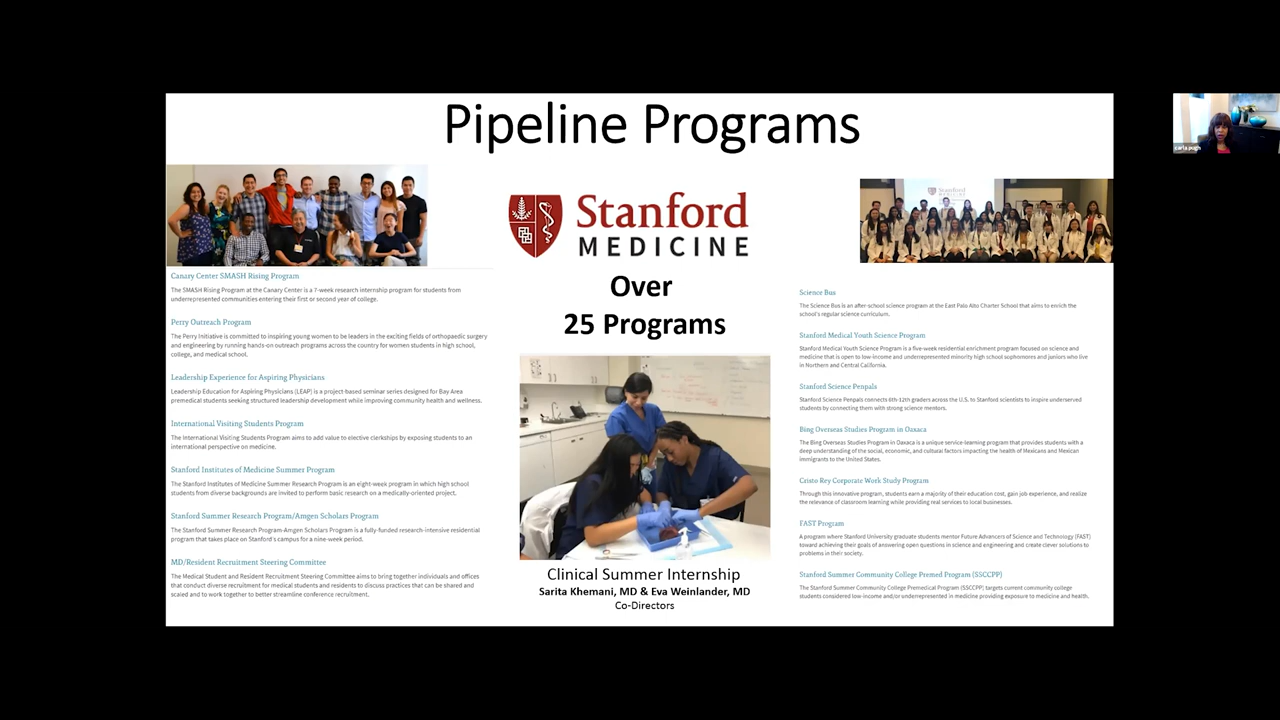 Pipeline Programs
Canary Center SMASH Rising Program
The SMASH Rising Program at the Canary Center is a 7-week research internship program for students from
underrepresented communities entering their first or second year of college.
Perry Outreach Program
The Perry Initiative is committed to inspiring young women to be leaders in the exciting fields of orthopaedic surgery
and engineering by running hands-on outreach programs across the country for women students in high school,
college, and medical school.
Leadership Experience for Aspiring Physicians
Leadership Education for Aspiring Physicians (LEAP) is a project-based seminar series designed for Bay Area
premedical students seeking structured leadership development while improving community health and wellness.
International Visiting Students Program
The International Visiting Students Program aims to add value to elective clerkships by exposing students to an
international perspective on medicine.
Stanford Institutes of Medicine Summer Program
The Stanford Institutes of Medicine Summer Research Program is an eight-week program in which high school
students from diverse backgrounds are invited to perform basic research on a medically-oriented project.
Stanford Summer Research Program/Amgen Scholars Program
The Stanford Summer Research Program-Amgen Scholars Program is a fully-funded research-intensive residential
program that takes place on Stanford's campus for a nine-week period.
MD/Resident Recruitment Steering Committee
The Medical Student and Resident Recruitment Steering Committee aims to bring together individuals and offices
that conduct diverse recruitment for medical students and residents to discuss practices that can be shared and
scaled and to work together to better streamline conference recruitment.
Stanford
MEDICINE
Over
25 Programs
Clinical Summer Internship
Sarita Khemani, MD & Eva Weinlander, MD
Co-Directors
Stanford
MEDICINE
Science Bus
The Science Bus is an after-school science program at the East Palo Alto Charter School that aims to enrich the
school's regular science curriculum.
Stanford Medical Youth Science Program
Stanford Medical Youth Science Program is a five-week residential enrichment program focused on science and
medicine that is open to low-income and underrepresented minority high school sophomores and juniors who live
in Northern and Central California.
Stanford Science Penpals
Stanford Science Penpals connects 6th-12th graders across the U.S. to Stanford scientists to inspire underserved
students by connecting them with strong science mentors.
Bing Overseas Studies Program in Oaxaca
The Bing Overseas Studies Program in Oaxaca is a unique service-learning program that provides students with a
deep understanding of the social, economic, and cultural factors impacting the health of Mexicans and Mexican
immigrants to the United States.
Cristo Rey Corporate Work Study Program
Through this innovative program, students earn a majority of their education cost, gain job experience, and realize
the relevance of classroom learning while providing real services to local businesses.
FAST Program
A program where Stanford University graduate students mentor Future Advancers of Science and Technology (FAST)
toward achieving their goals of answering open questions in science and engineering and create clever solutions to
problems in their society.
Stanford Summer Community College Premed Program (SSCCPP)
The Stanford Summer Community College Premedical Program (SSCCPP) targets current community college
students considered low-income and/or underrepresented in medicine providing exposure to medicine and health.
carla pugh